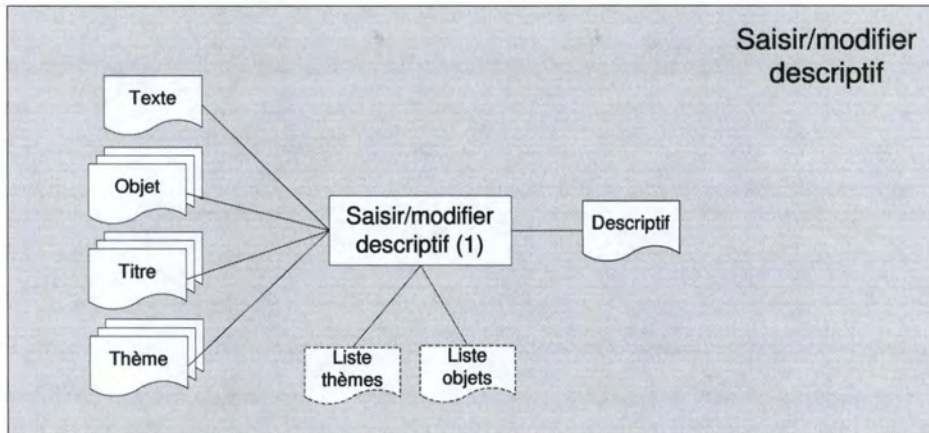 Saisir/modifier
descriptif
Texte
Objet
Titre
Thème
Saisir/modifier
descriptif (1)
Descriptif
Liste
thèmes
Liste
objets